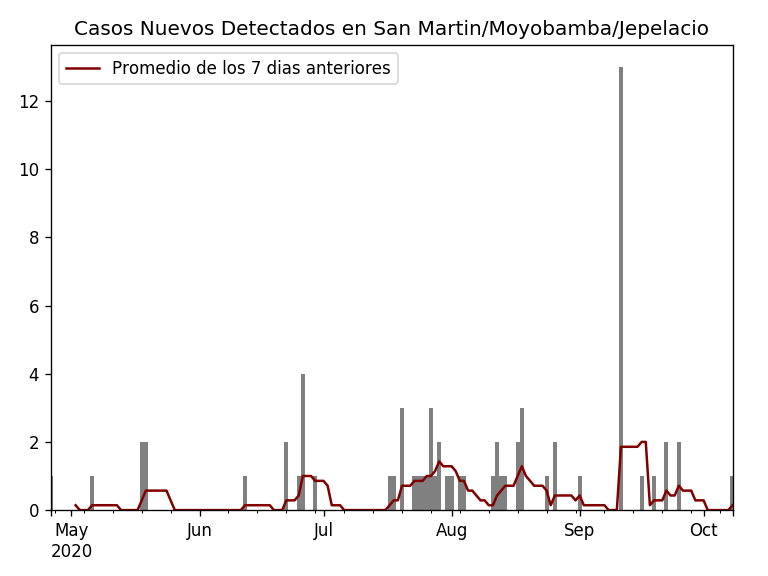 Casos Nuevos Detectados en San Martin/Moyobamba/Jepelacio
Promedio de los 7 dias anteriores
12
10
8
6
4
2
0
May Jun Jul Aug Sep Oct
2020